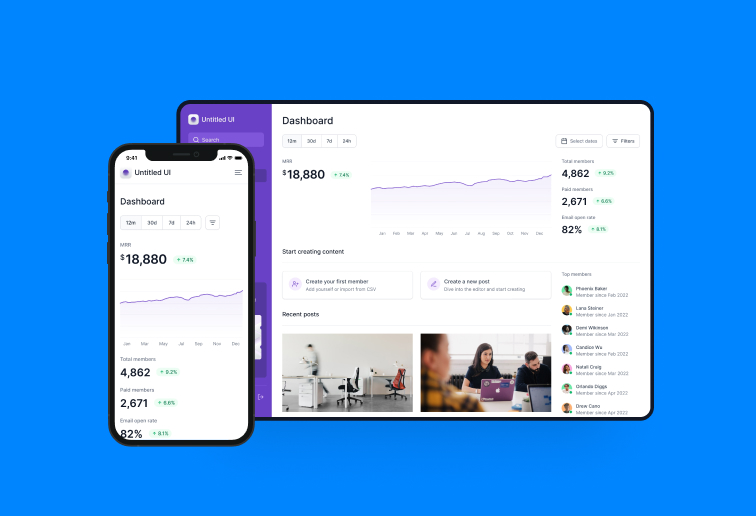 Untitled UI
Search
Dashboard
12m 30d 7d 24h
Select dates
Filters
MRR
$18,880
7.4%
Jan Feb Mar Apr May Jun Jul Aug Sep Oct Nov Dec
Total members
4,862
9.2%
Paid members
2,671
6.6%
Email open rate
82%
8.1%
Start creating content
Create your first member
Add yourself or import from CSV
Create a new post
Dive into the editor and start creating
Recent posts
Top members
Phoenix Baker
Member since Feb 2022
Lana Steiner
Member since Jan 2022
Demi Wilkinson
Member since Mar 2022
Candice Wu
Member since Feb 2022
Natali Craig
Member since Mar 2022
Orlando Diggs
Member since Apr 2022
Drew Cano
Member since Apr 2022
9:41
Untitled UI
Dashboard
12m 30d 7d 24h
MRR
$18,880
7.4%
Jan Mar May Jul Sep Oct Dec
Total members
4,862
9.2%
Paid members
2,671
6.6%
Email open rate
82%
8.1%